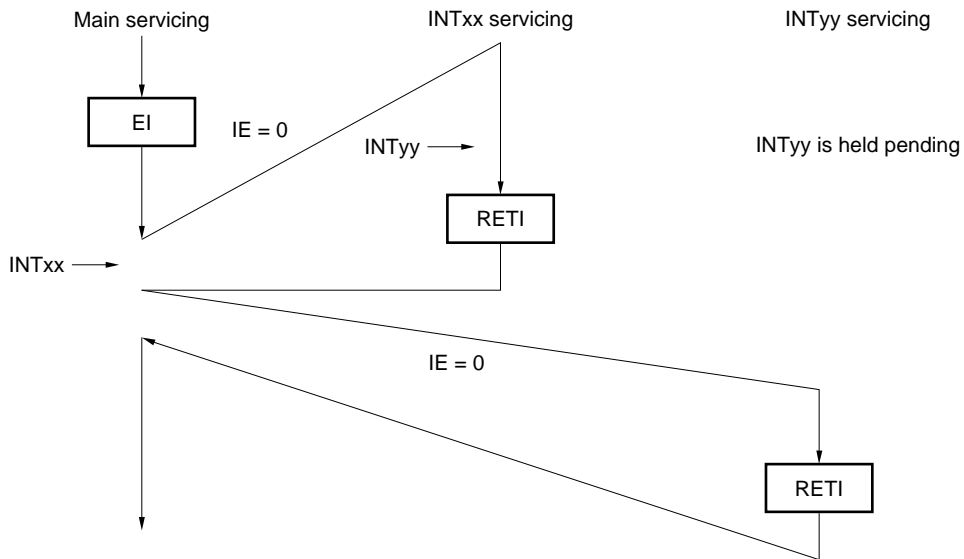 Main servicing
INTxx servicing
INTyy servicing
EI
IE = 0
INTyy
INTyy is held pending
RETI
INTxx
IE = 0
RETI